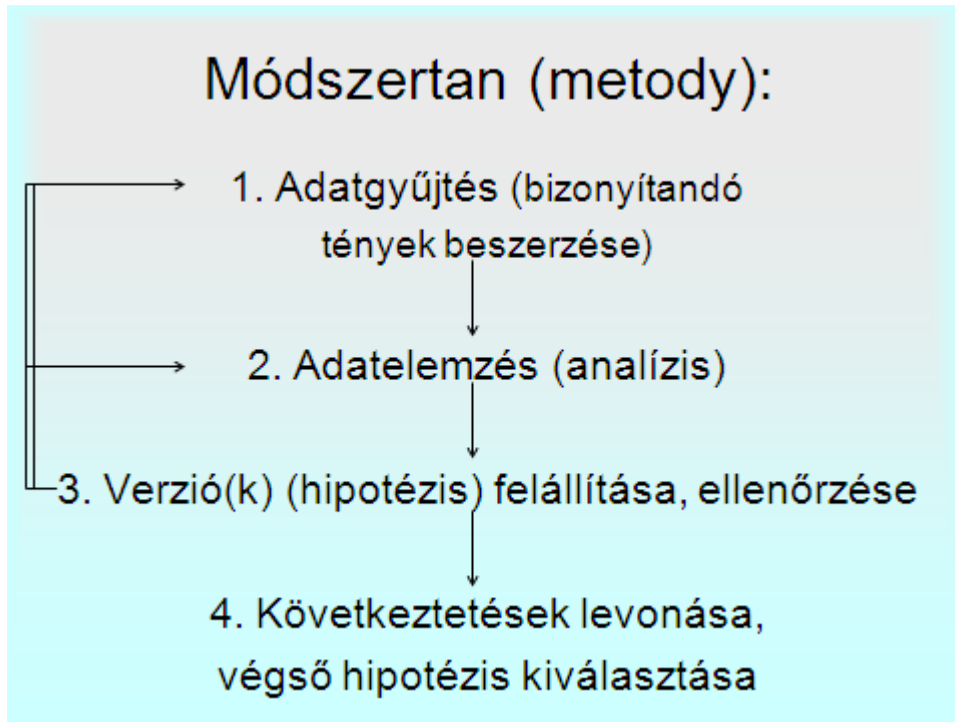 Módszertan (metody):
1. Adatgyűjtés (bizonyítandó
tények beszerzése)
2. Adatelemzés (analízis)
3. Verzió(k) (hipotézis) felállítása, ellenőrzése
4. Következtetések levonása,
végső hipotézis kiválasztása